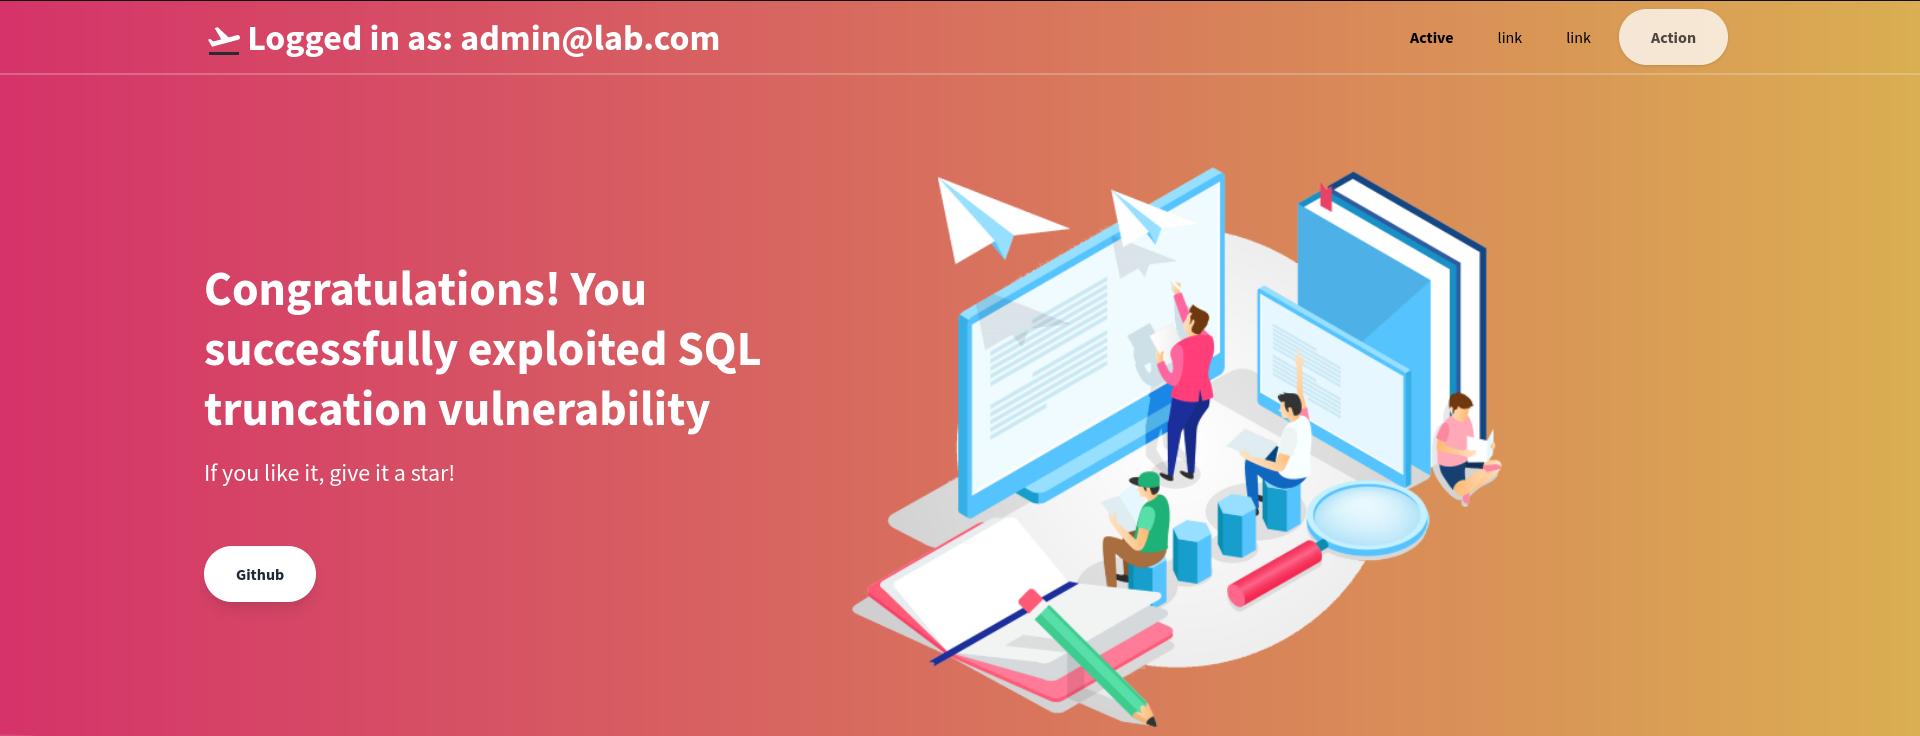 Logged in as: admin@lab.com
Active
link
link
Action
Congratulations! You
successfully exploited SQL
truncation vulnerability
If you like it, give it a star!
Github